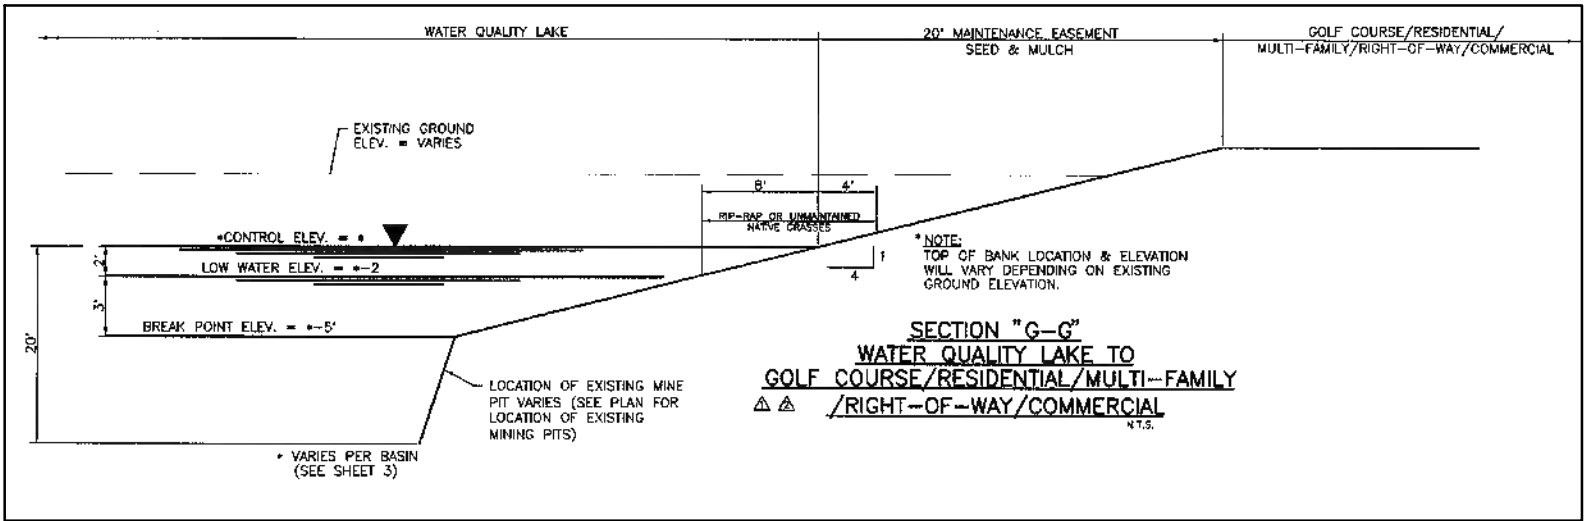 WATER QUALITY LAKE
20' MAINTENANCE EASEMENT
SEED & MULCH
GOLF COURSE/RESIDENTIAL/
MULTI-FAMILY/RIGHT-OF-WAY/COMMERCIAL
EXISTING GROUND
ELEV. = VARIES
8'
4'
RIP-RAP OR UNMAINTAINED
NATIVE GRASSES
*CONTROL ELEV. = *
2'
LOW WATER ELEV. = *-2
1
4
* NOTE:
TOP OF BANK LOCATION & ELEVATION
WILL VARY DEPENDING ON EXISTING
GROUND ELEVATION.
3'
BREAK POINT ELEV. = *-5'
20'
SECTION "G-G"
WATER QUALITY LAKE TO
GOLF COURSE/RESIDENTIAL/MULTI-FAMILY
1 2 /RIGHT-OF-WAY/COMMERCIAL
N.T.S.
LOCATION OF EXISTING MINE
PIT VARIES (SEE PLAN FOR
LOCATION OF EXISTING
MINING PITS)
* VARIES PER BASIN
(SEE SHEET 3)